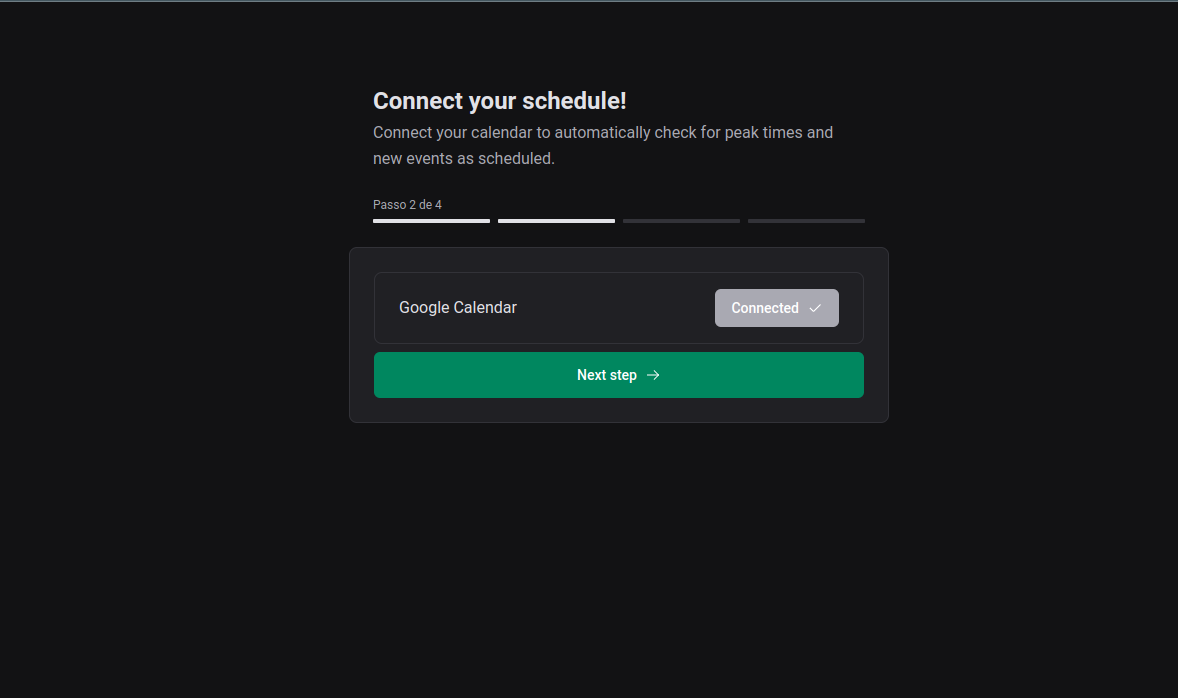 Connect your schedule!
Connect your calendar to automatically check for peak times and
new events as scheduled.
Passo 2 de 4
Google Calendar
Connected
Next step